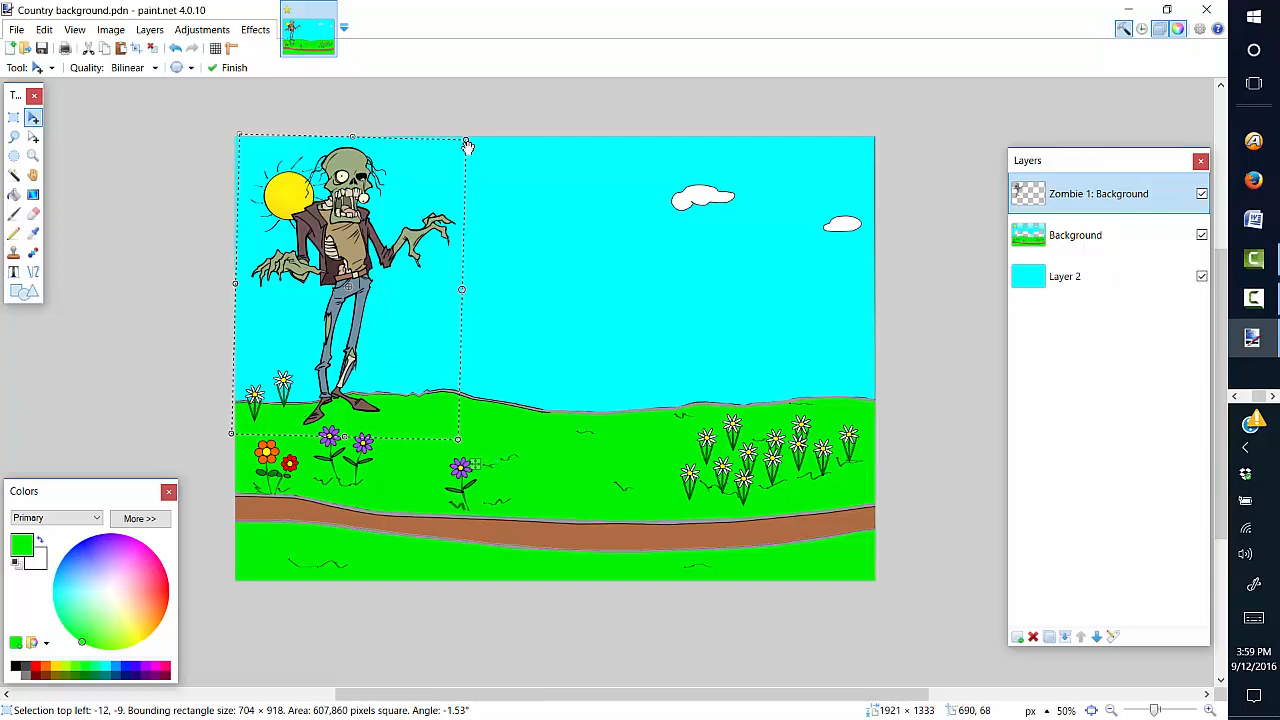 Country background.pdn - paint.net 4.0.10
File Edit View Image Layers Adjustments Effects
Tool: Quality: Bilinear Finish
T...
Layers
Zombie 1: Background
Background
Layer 2
Colors
Primary More >>
3:59 PM
9/12/2016
Selection top left: -12, -9. Bounding rectangle size: 704 × 918. Area: 607,860 pixels square. Angle: -1.53° 1921 × 1333 690, 68 px 50%